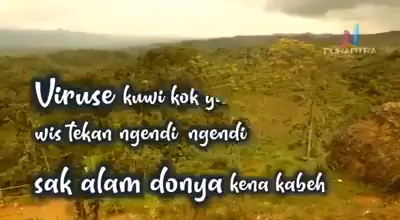 Viruse kuwi kok y.
wis tekan ngendi ngendi
sak alam donya kena kabeh